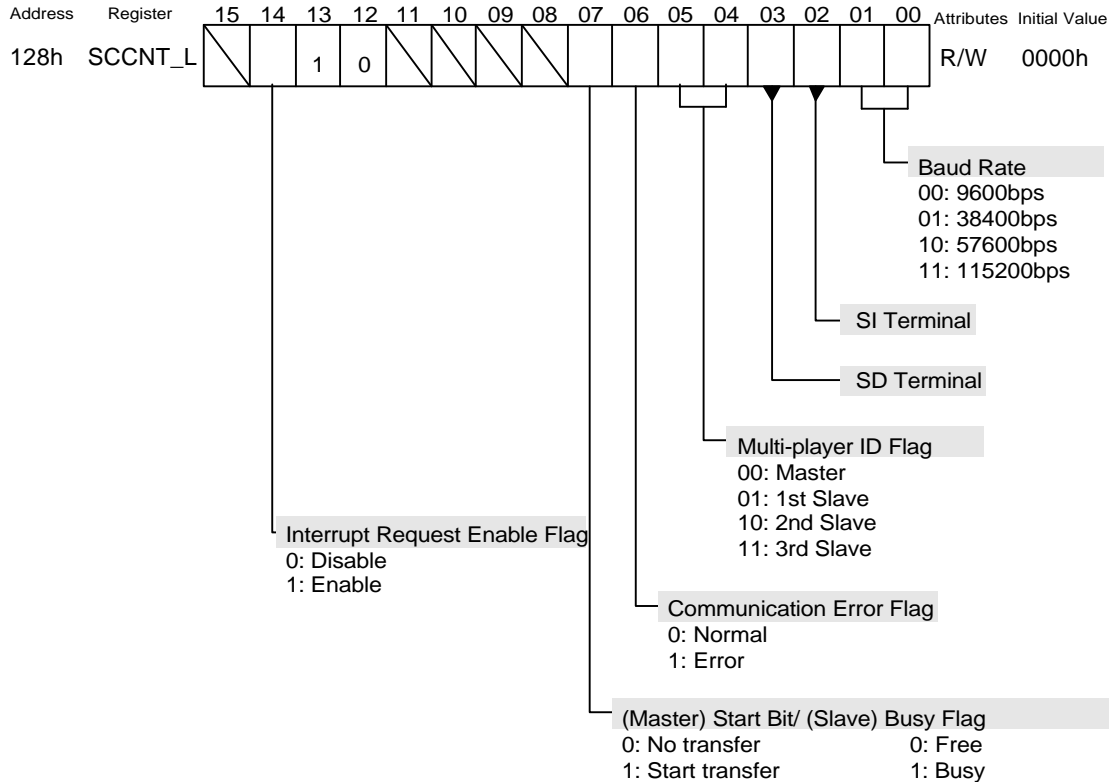 Address Register 15 14 13 12 11 10 09 08 07 06 05 04 03 02 01 00 Attributes Initial Value
128h SCCNT_L 1 0 R/W 0000h
Baud Rate
00: 9600bps
01: 38400bps
10: 57600bps
11: 115200bps
SI Terminal
SD Terminal
Multi-player ID Flag
00: Master
01: 1st Slave
10: 2nd Slave
11: 3rd Slave
Interrupt Request Enable Flag
0: Disable
1: Enable
Communication Error Flag
0: Normal
1: Error
(Master) Start Bit/ (Slave) Busy Flag
0: No transfer 0: Free
1: Start transfer 1: Busy